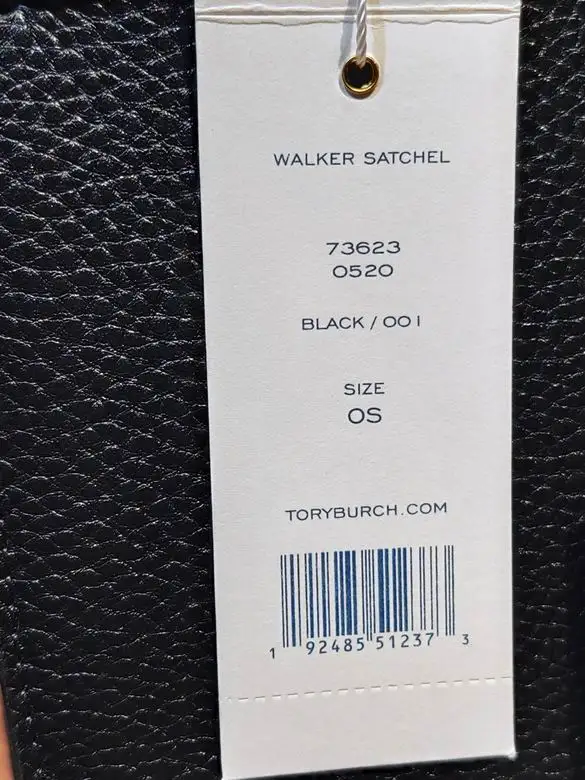 WALKER SATCHEL
73623
0520
BLACK / 001
SIZE
OS
TORYBURCH.COM
1 92485 51237 3